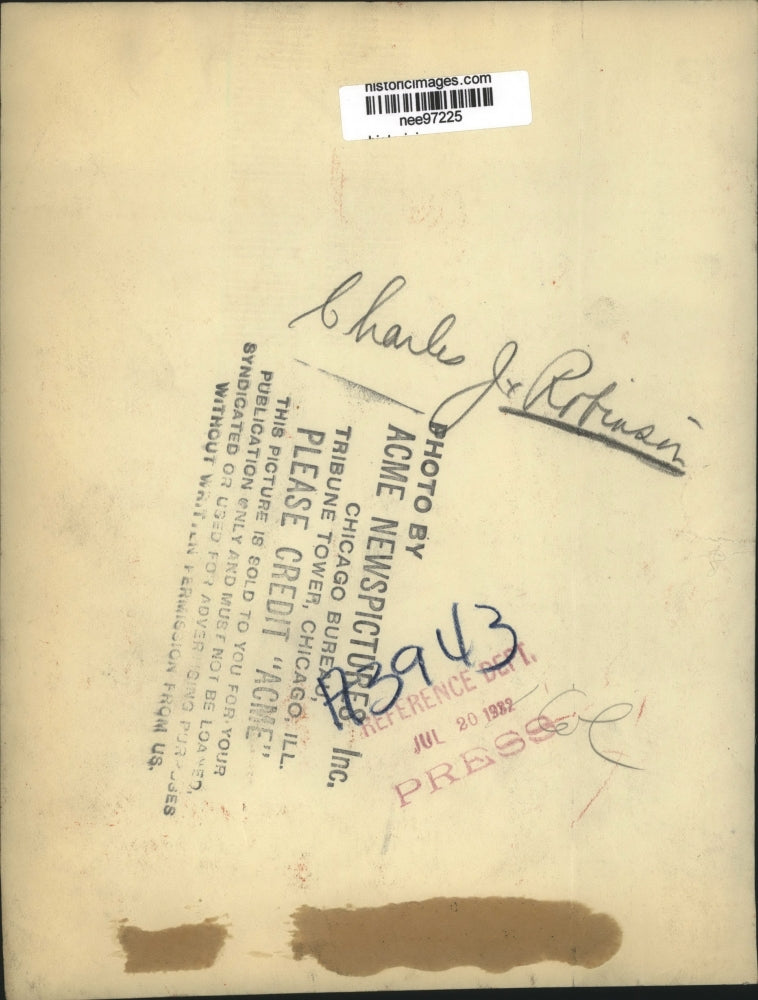 historicimages.com
nee97225
Charles J. Robinson
PHOTO BY
ACME NEWSPICTURES Inc.
CHICAGO BUREAU,
TRIBUNE TOWER, CHICAGO, ILL.
PLEASE CREDIT "ACME"
THIS PICTURE IS SOLD TO YOU FOR YOUR
PUBLICATION ONLY AND MUST NOT BE LOANED,
SYNDICATED OR USED FOR ADVERTISING PURPOSES
WITHOUT WRITTEN PERMISSION FROM US.
A3943
REFERENCE DEPT.
JUL 20 1932
PRESS